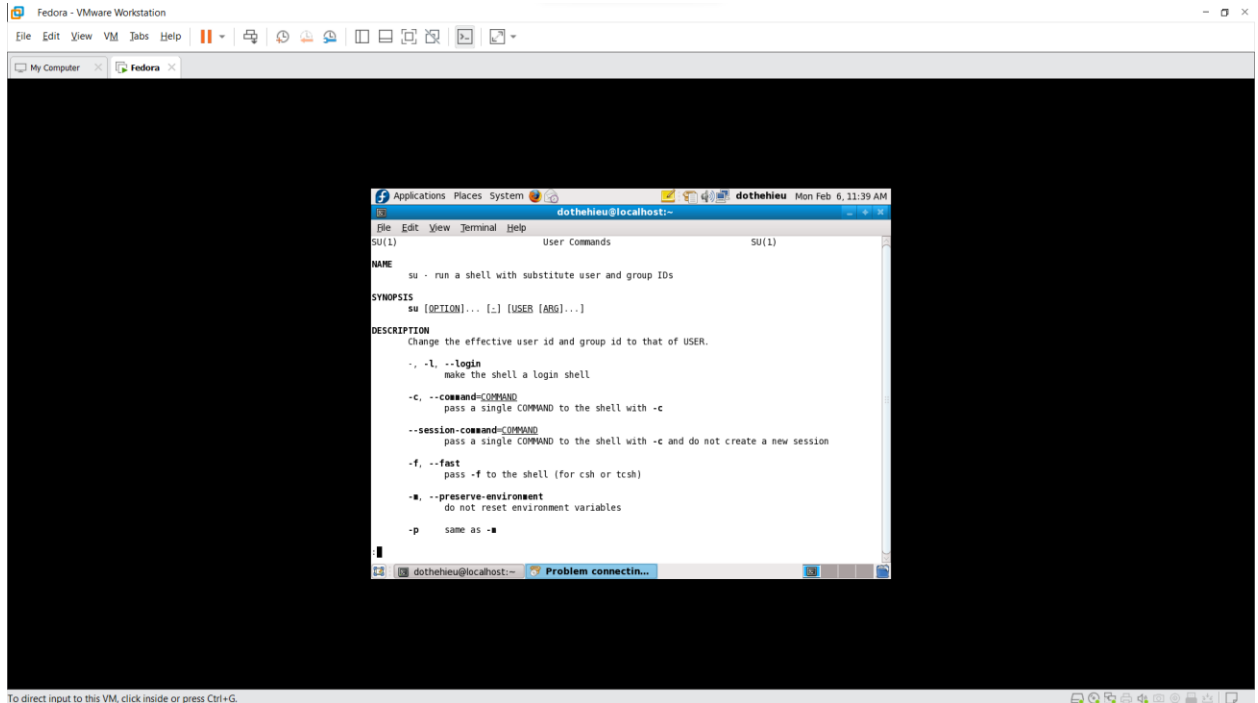 Fedora - VMware Workstation
File Edit View VM Tabs Help
My Computer Fedora
Applications Places System dothehieu Mon Feb 6, 11:39 AM
dothehieu@localhost:~
File Edit View Terminal Help
SU(1) User Commands SU(1)
NAME
su - run a shell with substitute user and group IDs
SYNOPSIS
su [OPTION]... [-] [USER [ARG]...]
DESCRIPTION
Change the effective user id and group id to that of USER.
-, -l, --login
make the shell a login shell
-c, --command=COMMAND
pass a single COMMAND to the shell with -c
--session-command=COMMAND
pass a single COMMAND to the shell with -c and do not create a new session
-f, --fast
pass -f to the shell (for csh or tcsh)
-m, --preserve-environment
do not reset environment variables
-p same as -m
:
dothehieu@localhost:~ Problem connectin...
To direct input to this VM, click inside or press Ctrl+G.